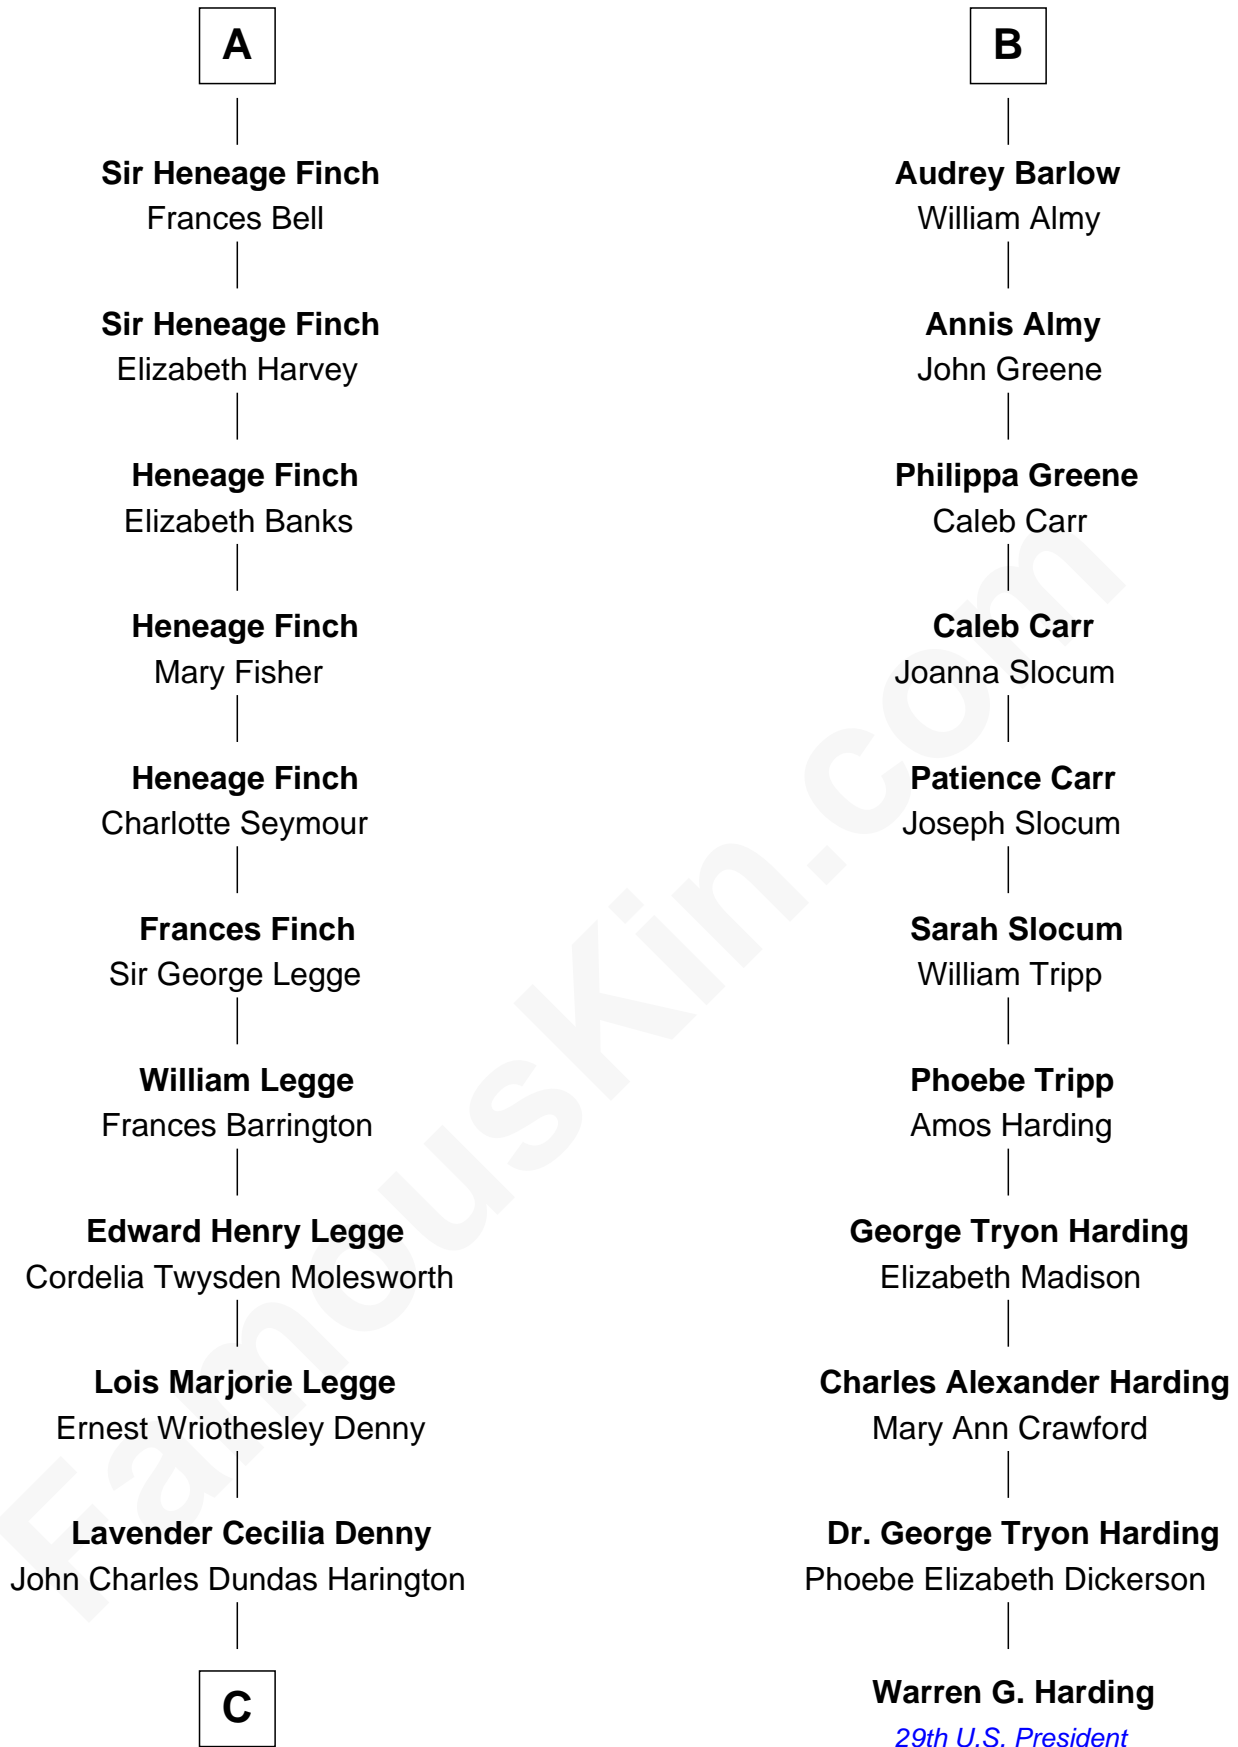 A
Sir Heneage Finch
Frances Bell
Sir Heneage Finch
Elizabeth Harvey
Heneage Finch
Elizabeth Banks
Heneage Finch
Mary Fisher
Heneage Finch
Charlotte Seymour
Frances Finch
Sir George Legge
William Legge
Frances Barrington
Edward Henry Legge
Cordelia Twysden Molesworth
Lois Marjorie Legge
Ernest Wriothesley Denny
Lavender Cecilia Denny
John Charles Dundas Harington
C
B
Audrey Barlow
William Almy
Annis Almy
John Greene
Philippa Greene
Caleb Carr
Caleb Carr
Joanna Slocum
Patience Carr
Joseph Slocum
Sarah Slocum
William Tripp
Phoebe Tripp
Amos Harding
George Tryon Harding
Elizabeth Madison
Charles Alexander Harding
Mary Ann Crawford
Dr. George Tryon Harding
Phoebe Elizabeth Dickerson
Warren G. Harding
29th U.S. President
FamousKin.com